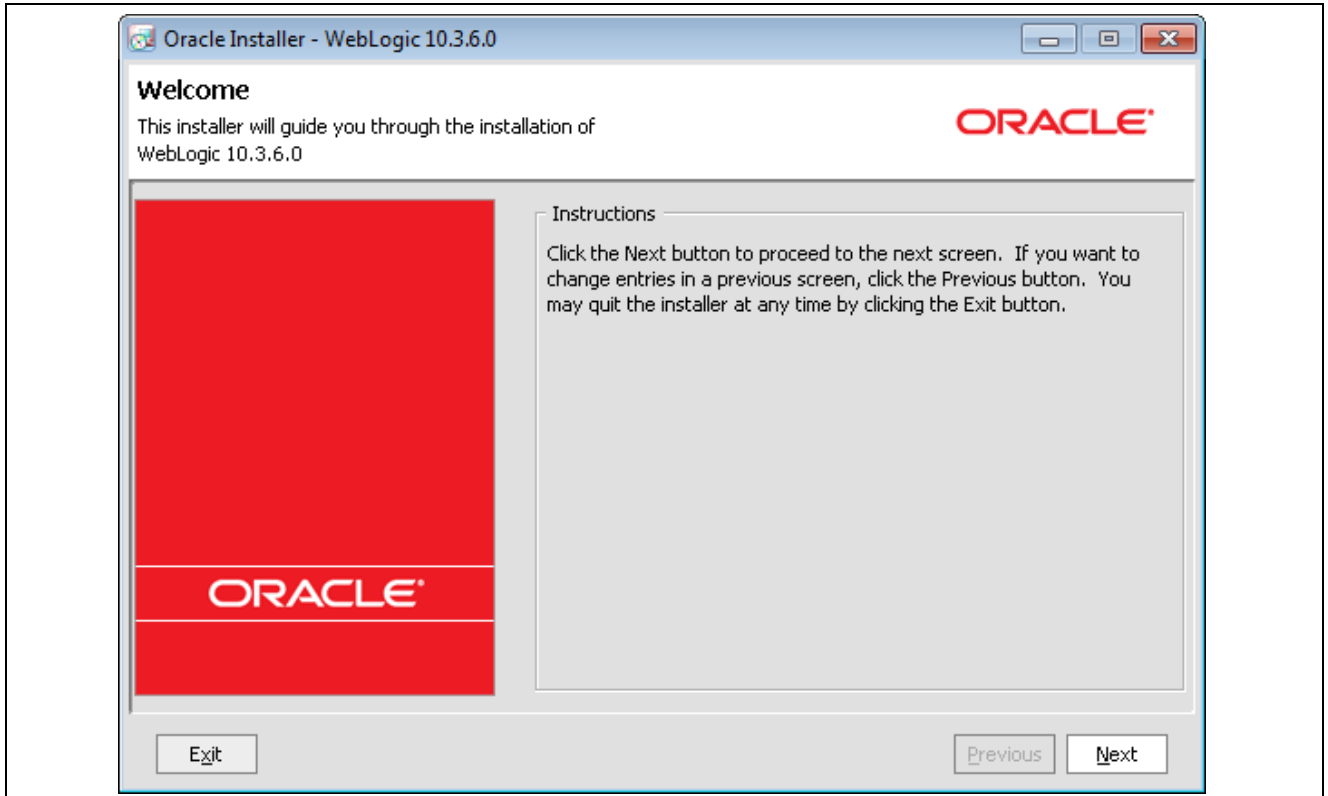 Oracle Installer - WebLogic 10.3.6.0
Welcome
This installer will guide you through the installation of
WebLogic 10.3.6.0
ORACLE
Instructions
Click the Next button to proceed to the next screen. If you want to
change entries in a previous screen, click the Previous button. You
may quit the installer at any time by clicking the Exit button.
ORACLE
Exit
Previous
Next